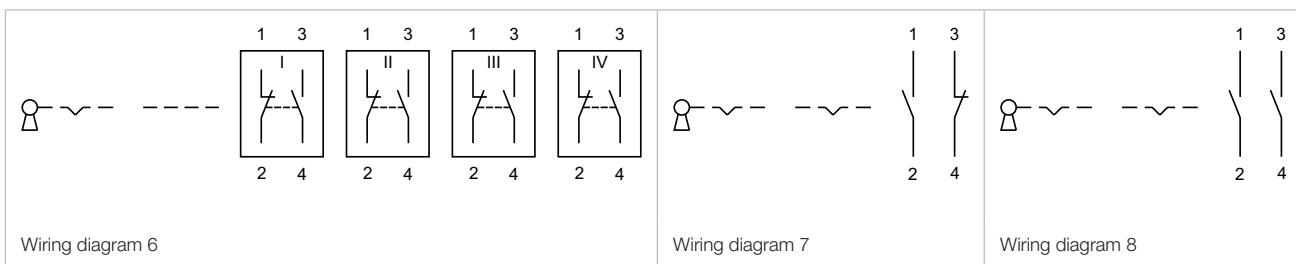 1 3 1 3 1 3 1 3 1 3 1 3
I II III IV
2 4 2 4 2 4 2 4 2 4 2 4
Wiring diagram 6 Wiring diagram 7 Wiring diagram 8